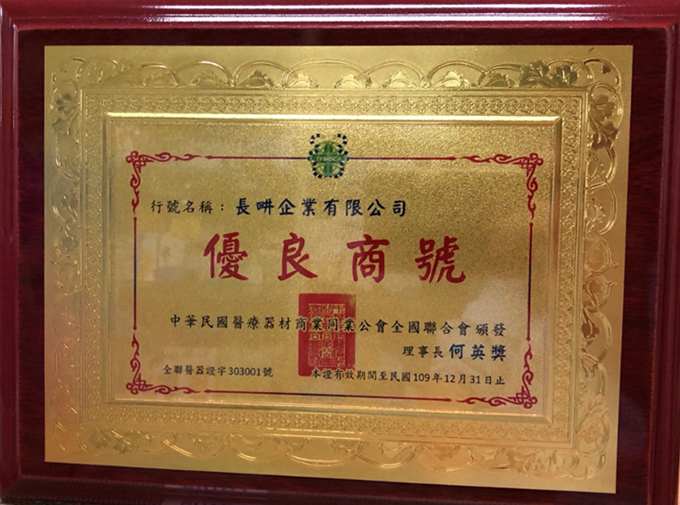 行號名稱：長畊企業有限公司
優良商號
中華民國醫療器材商業同業公會全國聯合會頒發
理事長 何英獎
全聯醫器證字303001號
本證有效期間至民國109年12月31日止